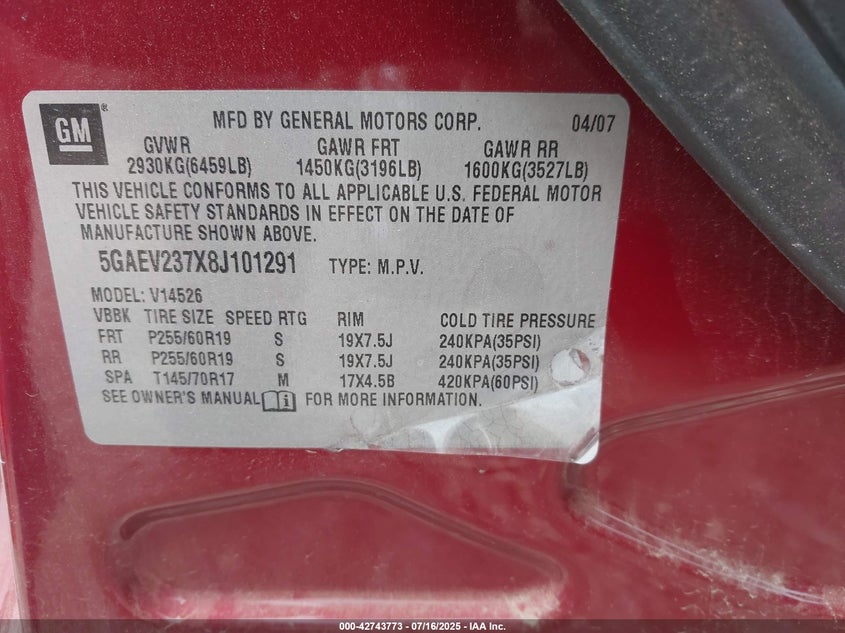 GM ®
MFD BY GENERAL MOTORS CORP. 04/07
GVWR GAWR FRT GAWR RR
2930KG(6459LB) 1450KG(3196LB) 1600KG(3527LB)
THIS VEHICLE CONFORMS TO ALL APPLICABLE U.S. FEDERAL MOTOR
VEHICLE SAFETY STANDARDS IN EFFECT ON THE DATE OF
MANUFACTURE SHOWN ABOVE.
5GAEV237X8J101291 TYPE: M.P.V.
MODEL: V14526
VBBK TIRE SIZE SPEED RTG RIM COLD TIRE PRESSURE
FRT P255/60R19 S 19X7.5J 240KPA(35PSI)
RR P255/60R19 S 19X7.5J 240KPA(35PSI)
SPA T145/70R17 M 17X4.5B 420KPA(60PSI)
SEE OWNER'S MANUAL i FOR MORE INFORMATION.
000-42743773 - 07/16/2025 - IAA Inc.